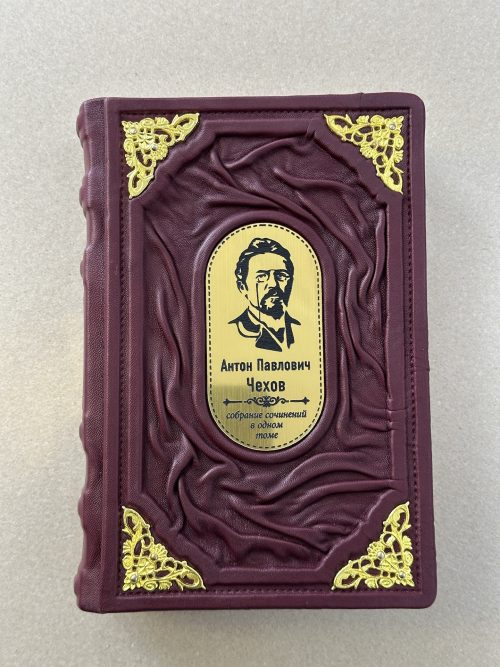 Антон Павлович
Чехов
собрание сочинений
в одном
томе